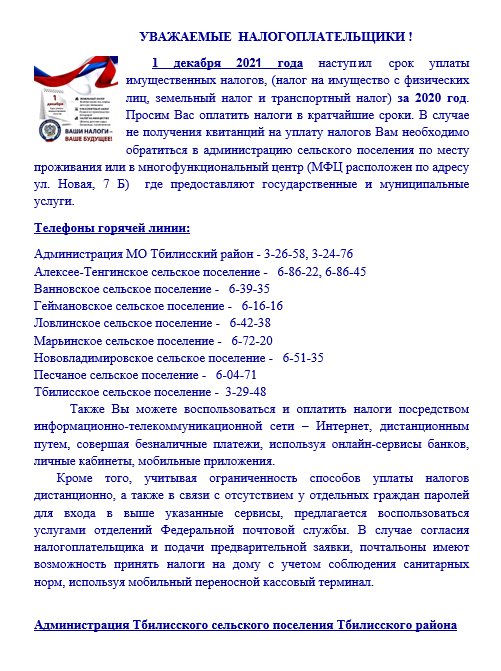 УВАЖАЕМЫЕ НАЛОГОПЛАТЕЛЬЩИКИ !
1 декабря 2021 года наступил срок уплаты
имущественных налогов, (налог на имущество с физических
лиц, земельный налог и транспортный налог) за 2020 год.
Просим Вас оплатить налоги в кратчайшие сроки. В случае
не получения квитанций на уплату налогов Вам необходимо
обратиться в администрацию сельского поселения по месту
проживания или в многофункциональный центр (МФЦ расположен по адресу
ул. Новая, 7 Б) где предоставляют государственные и муниципальные
услуги.
1
декабря
ВАШИ НАЛОГИ –
ВАШЕ БУДУЩЕЕ!
Телефоны горячей линии:
Администрация МО Тбилисский район - 3-26-58, 3-24-76
Алексее-Тенгинское сельское поселение - 6-86-22, 6-86-45
Ванновское сельское поселение - 6-39-35
Геймановское сельское поселение - 6-16-16
Ловлинское сельское поселение - 6-42-38
Марьинское сельское поселение - 6-72-20
Нововладимировское сельское поселение - 6-51-35
Песчаное сельское поселение - 6-04-71
Тбилисское сельское поселение - 3-29-48
Также Вы можете воспользоваться и оплатить налоги посредством
информационно-телекоммуникационной сети – Интернет, дистанционным
путем, совершая безналичные платежи, используя онлайн-сервисы банков,
личные кабинеты, мобильные приложения.
Кроме того, учитывая ограниченность способов уплаты налогов
дистанционно, а также в связи с отсутствием у отдельных граждан паролей
для входа в выше указанные сервисы, предлагается воспользоваться
услугами отделений Федеральной почтовой службы. В случае согласия
налогоплательщика и подачи предварительной заявки, почтальоны имеют
возможность принять налоги на дому с учетом соблюдения санитарных
норм, используя мобильный переносной кассовый терминал.
Администрация Тбилисского сельского поселения Тбилисского района